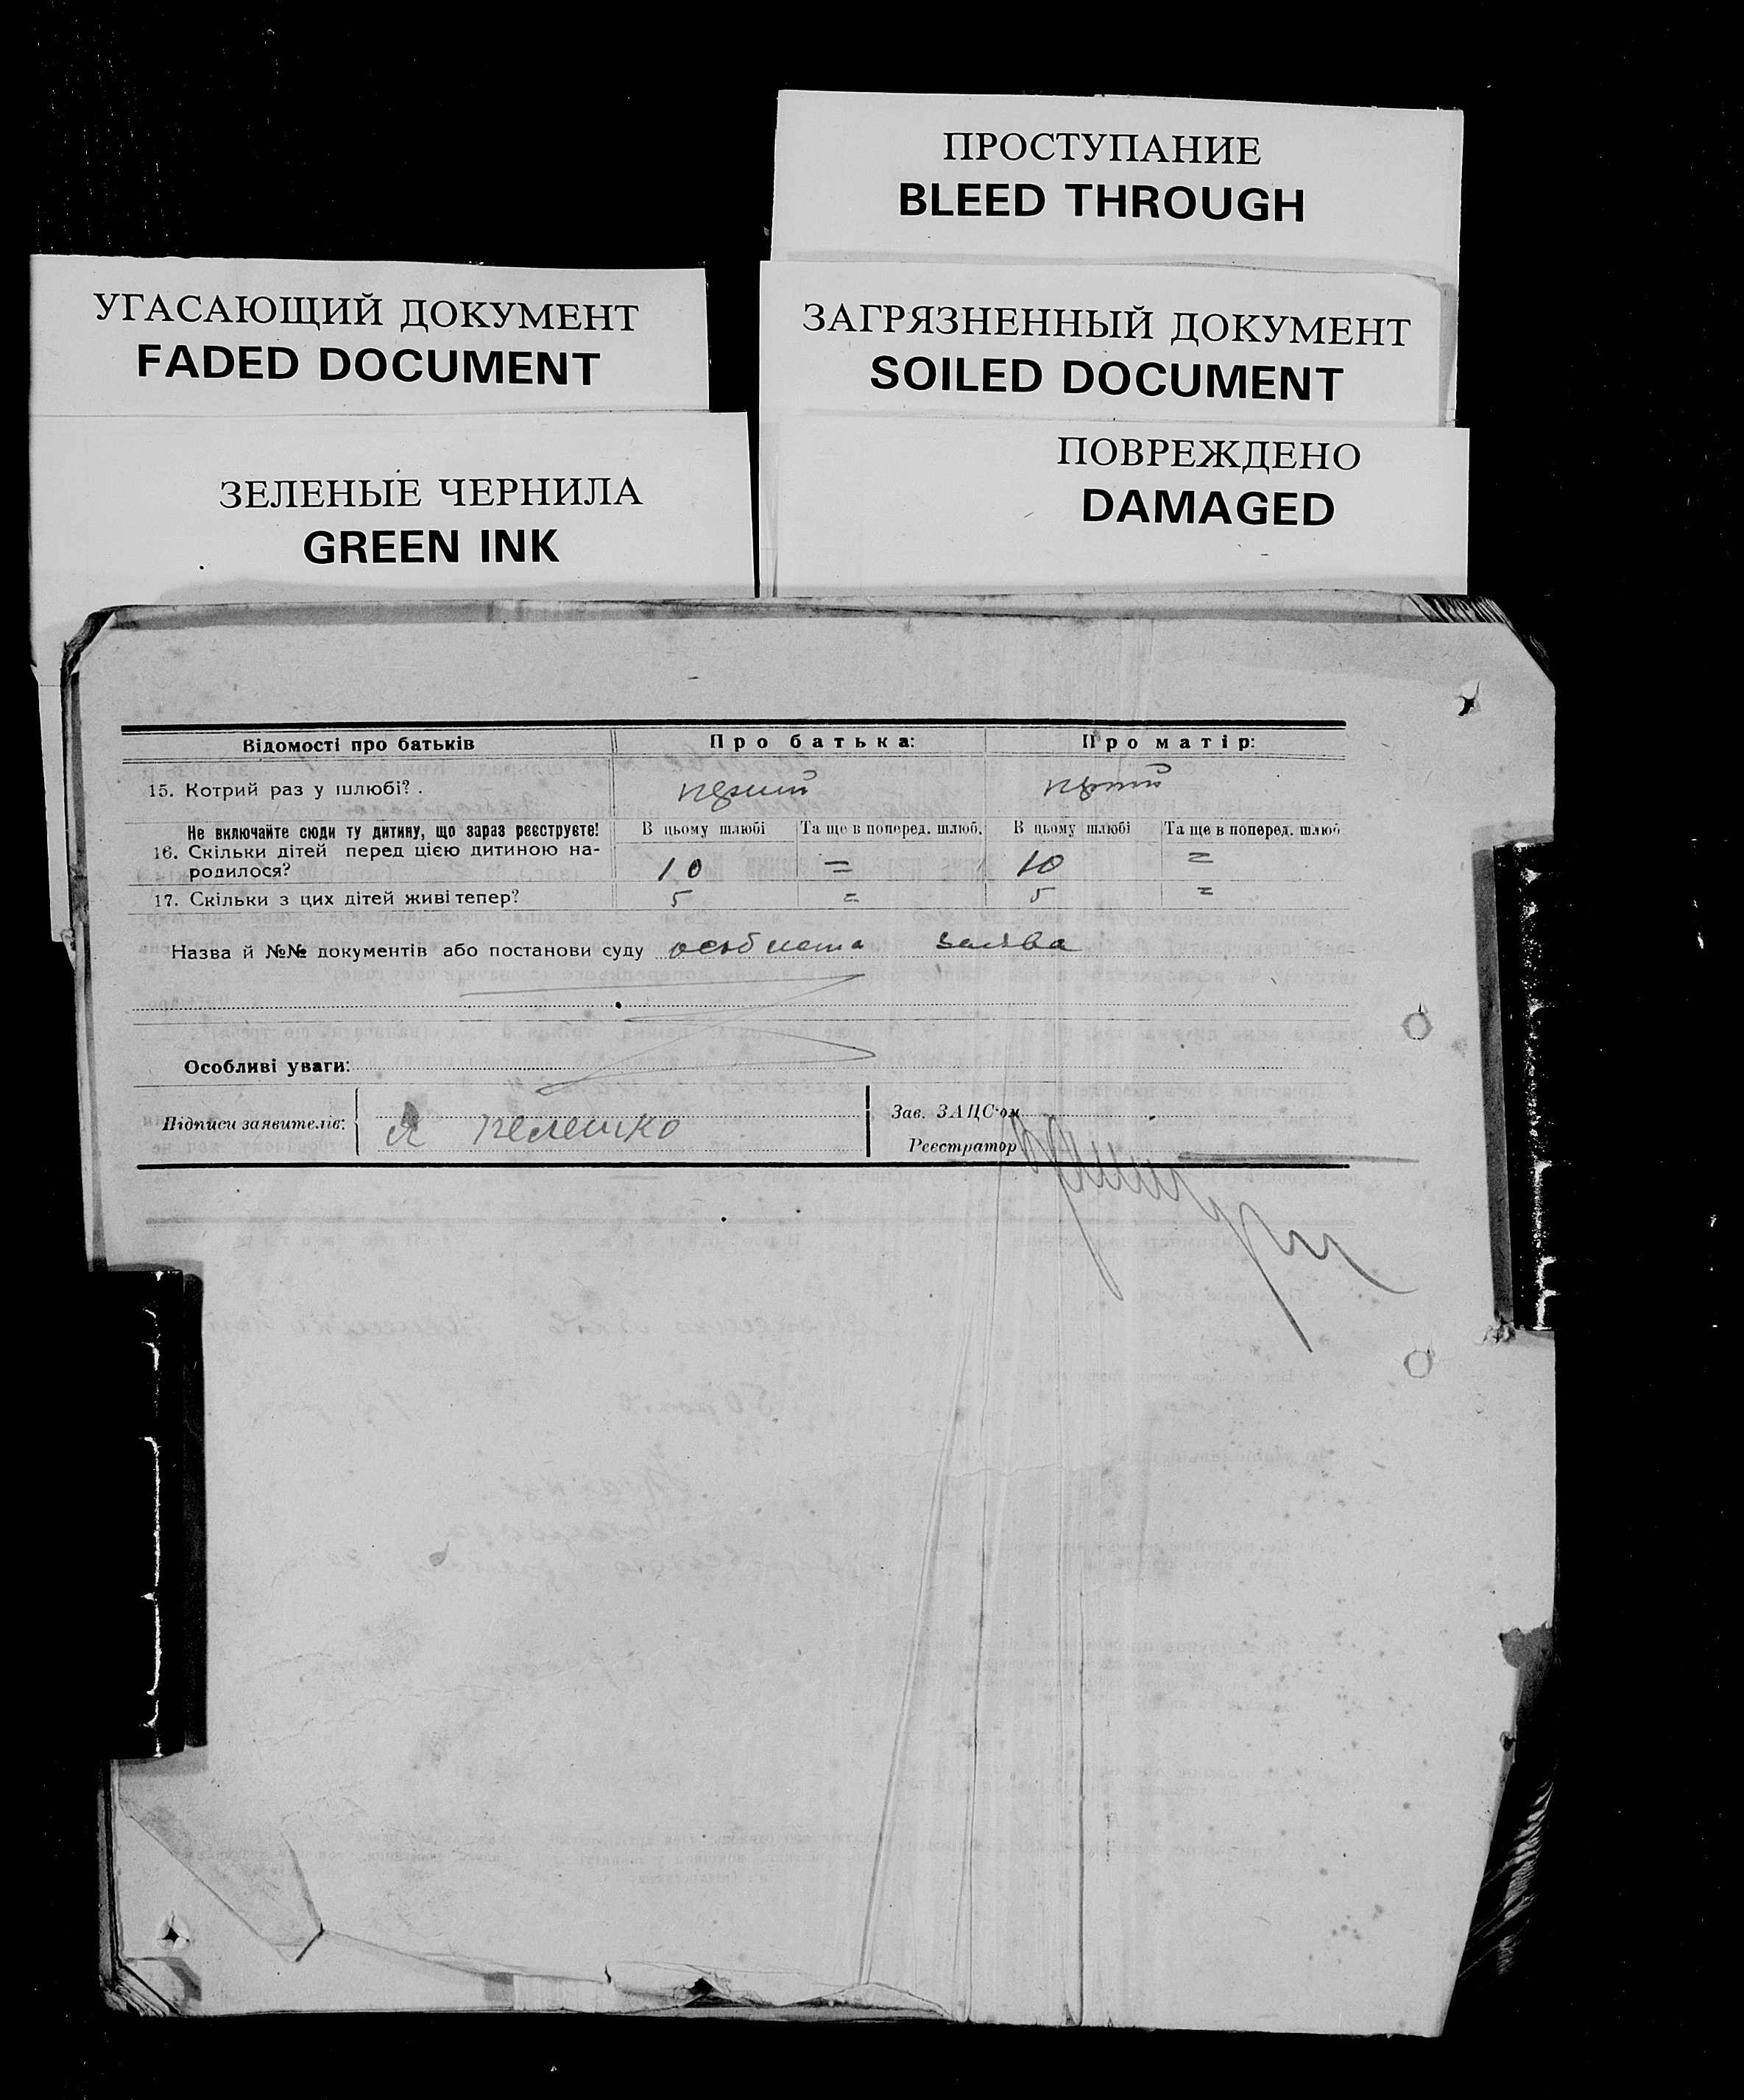 ПРОСТУПАНИЕ
BLEED THROUGH
УГАСАЮЩИЙ ДОКУМЕНТ
FADED DOCUMENT
ЗАГРЯЗНЕННЫЙ ДОКУМЕНТ
SOILED DOCUMENT
ЗЕЛЕНЫЕ ЧЕРНИЛА
GREEN INK
ПОВРЕЖДЕНО
DAMAGED
Відомості про батьків Про батька: Про матір:
15. Котрий раз у шлюбі?
Не включайте сюди ту дитину, що зараз реєструєте! В цьому шлюбі Та ще в поперед. шлюб. В цьому шлюбі Та ще в поперед. шлюб
16. Скільки дітей перед цією дитиною на-
родилося? 10 = 10 =
17. Скільки з цих дітей живі тепер? 5 = 5 =
Назва й №№ документів або постанови суду особиста заява
Особливі уваги:
Підписи заявителів: Зав. ЗАЦС'ом
Реєстратор